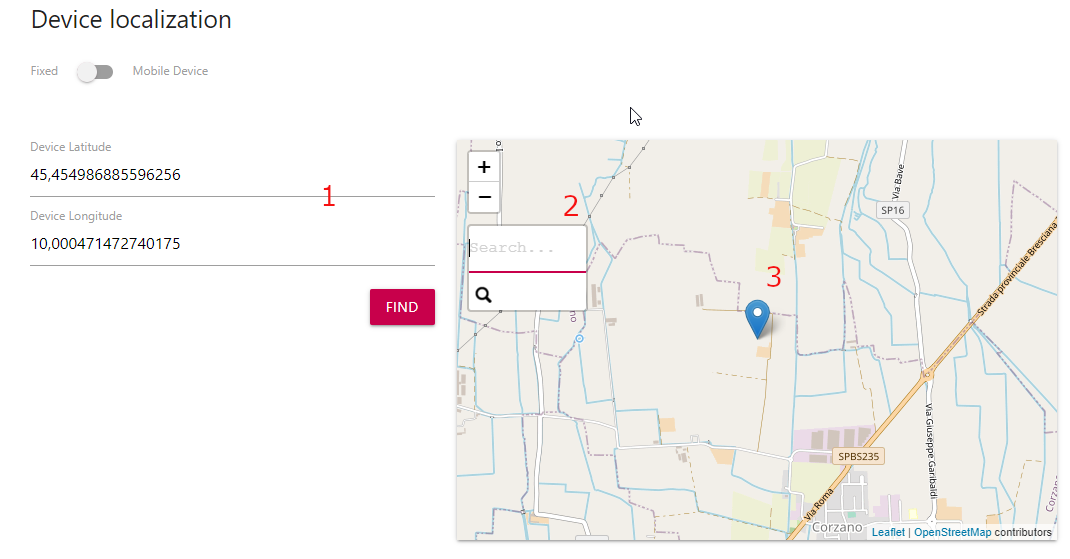 Device localization
Fixed Mobile Device
Device Latitude
45,454986885596256
1
Device Longitude
10,000471472740175
FIND
+
−
2
Search...
3
SP16
Via Bave
Strada provinciale Bresciana
Via Giuseppe Garibaldi
SPBS235
Via Roma
Corzano
Leaflet | OpenStreetMap contributors